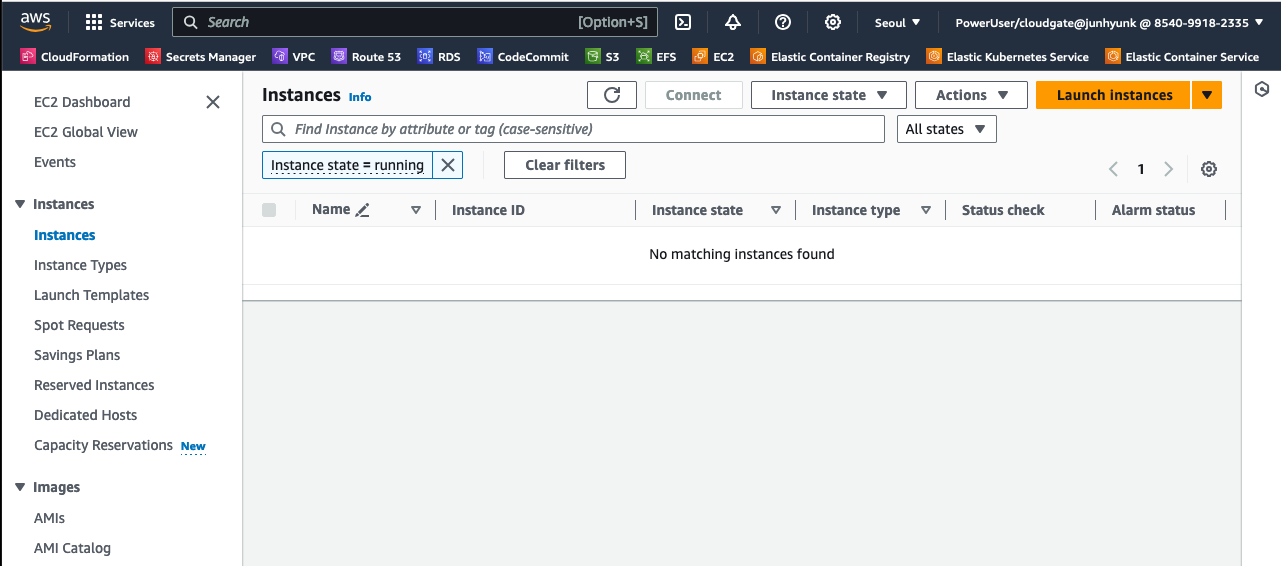 aws Services Search [Option+S] Seoul PowerUser/cloudgate@junhyunk @ 8540-9918-2335
CloudFormation Secrets Manager VPC Route 53 RDS CodeCommit S3 EFS EC2 Elastic Container Registry Elastic Kubernetes Service Elastic Container Service
EC2 Dashboard
EC2 Global View
Events
Instances
Instances
Instance Types
Launch Templates
Spot Requests
Savings Plans
Reserved Instances
Dedicated Hosts
Capacity Reservations New
Images
AMIs
AMI Catalog
Instances Info Connect Instance state Actions Launch instances
Find Instance by attribute or tag (case-sensitive) All states
Instance state = running Clear filters 1
Name Instance ID Instance state Instance type Status check Alarm status
No matching instances found